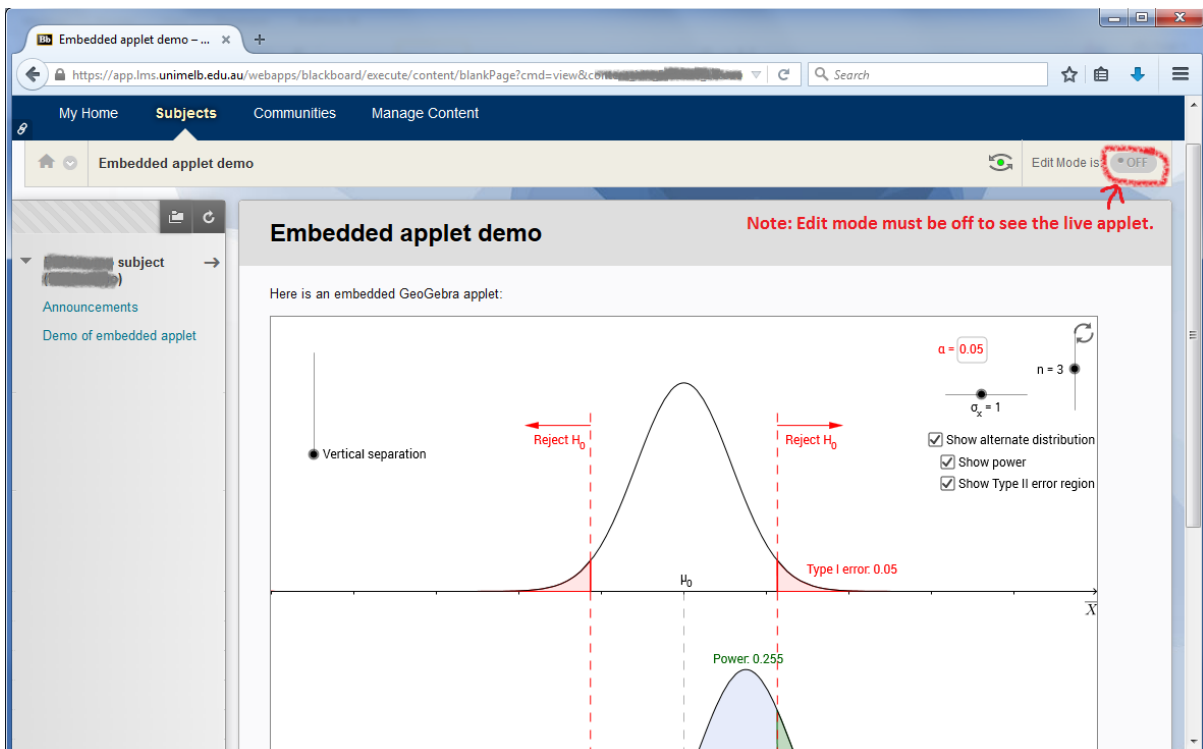 Bb Embedded applet demo – ...
https://app.lms.unimelb.edu.au/webapps/blackboard/execute/content/blankPage?cmd=view&
Search
My Home Subjects Communities Manage Content
Embedded applet demo
Edit Mode is:
OFF
Note: Edit mode must be off to see the live applet.
Embedded applet demo
subject
Announcements
Demo of embedded applet
Here is an embedded GeoGebra applet:
α = 0.05
n = 3
σx = 1
Show alternate distribution
Show power
Show Type II error region
Vertical separation
Reject H0
Reject H0
Type I error: 0.05
μ0
X̅
Power: 0.255